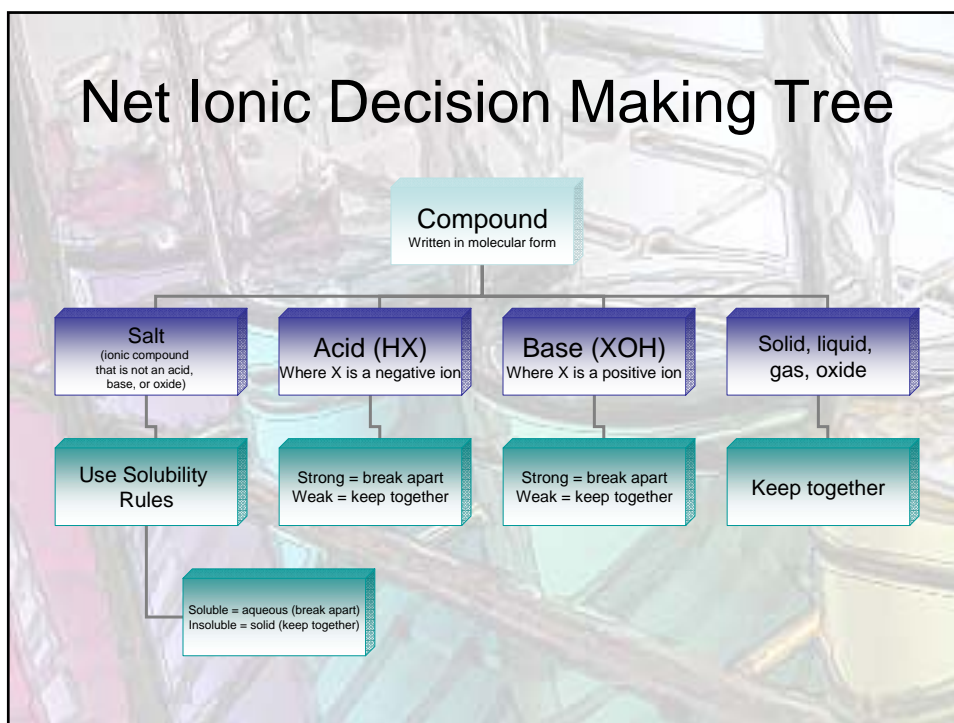 Net Ionic Decision Making Tree
Compound
Written in molecular form
Salt
(ionic compound
that is not an acid,
base, or oxide)
Acid (HX)
Where X is a negative ion
Base (XOH)
Where X is a positive ion
Solid, liquid,
gas, oxide
Use Solubility
Rules
Strong = break apart
Weak = keep together
Strong = break apart
Weak = keep together
Keep together
Soluble = aqueous (break apart)
Insoluble = solid (keep together)